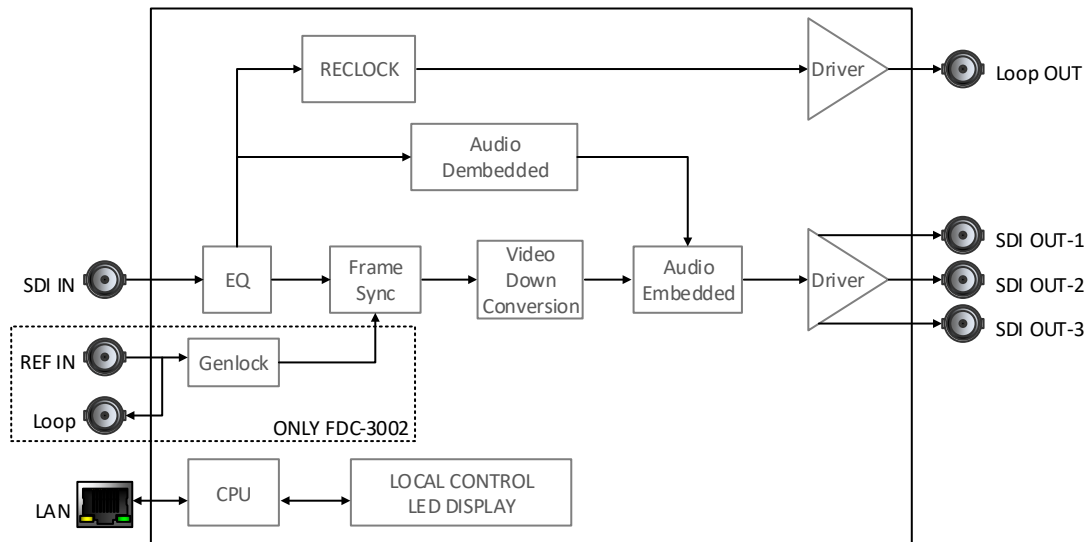 RECLOCK
Driver
Loop OUT
Audio
Dembedded
SDI IN
EQ
Frame
Sync
Video
Down
Conversion
Audio
Embedded
Driver
SDI OUT-1
SDI OUT-2
SDI OUT-3
REF IN
Genlock
Loop
ONLY FDC-3002
LAN
CPU
LOCAL CONTROL
LED DISPLAY